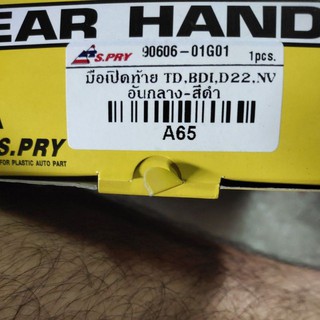 EAR HAND
S.PRY 90606-01G01 1pcs.
มือเปิดท้าย TD,BDI,D22,NV
อันกลาง-สีดำ
A65
S.PRY
FOR PLASTIC AUTO PART